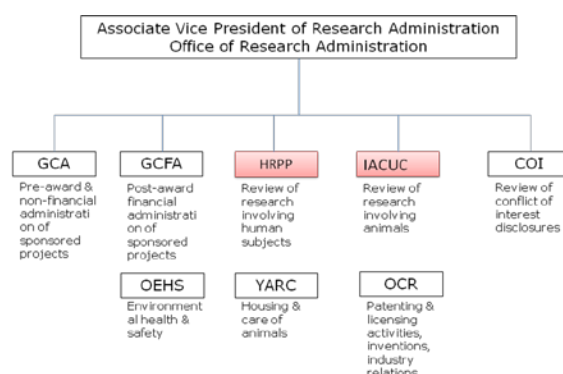 Associate Vice President of Research Administration
Office of Research Administration
GCA
Pre-award &
non-financial
administrati
on of
sponsored
projects
GCFA
Post-award
financial
administrati
on of
sponsored
projects
HRPP
Review of
research
involving
human
subjects
IACUC
Review of
research
involving
animals
COI
Review of
conflict of
interest
disclosures
OEHS
Environment
al health &
safety
YARC
Housing &
care of
animals
OCR
Patenting &
licensing
activities,
inventions,
industry
relations